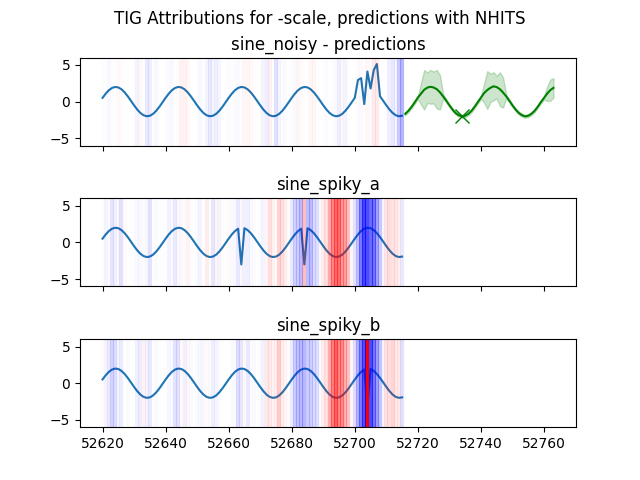 TIG Attributions for -scale, predictions with NHITS
sine_noisy - predictions
5
0
−5
sine_spiky_a
5
0
−5
sine_spiky_b
5
0
−5
52620 52640 52660 52680 52700 52720 52740 52760